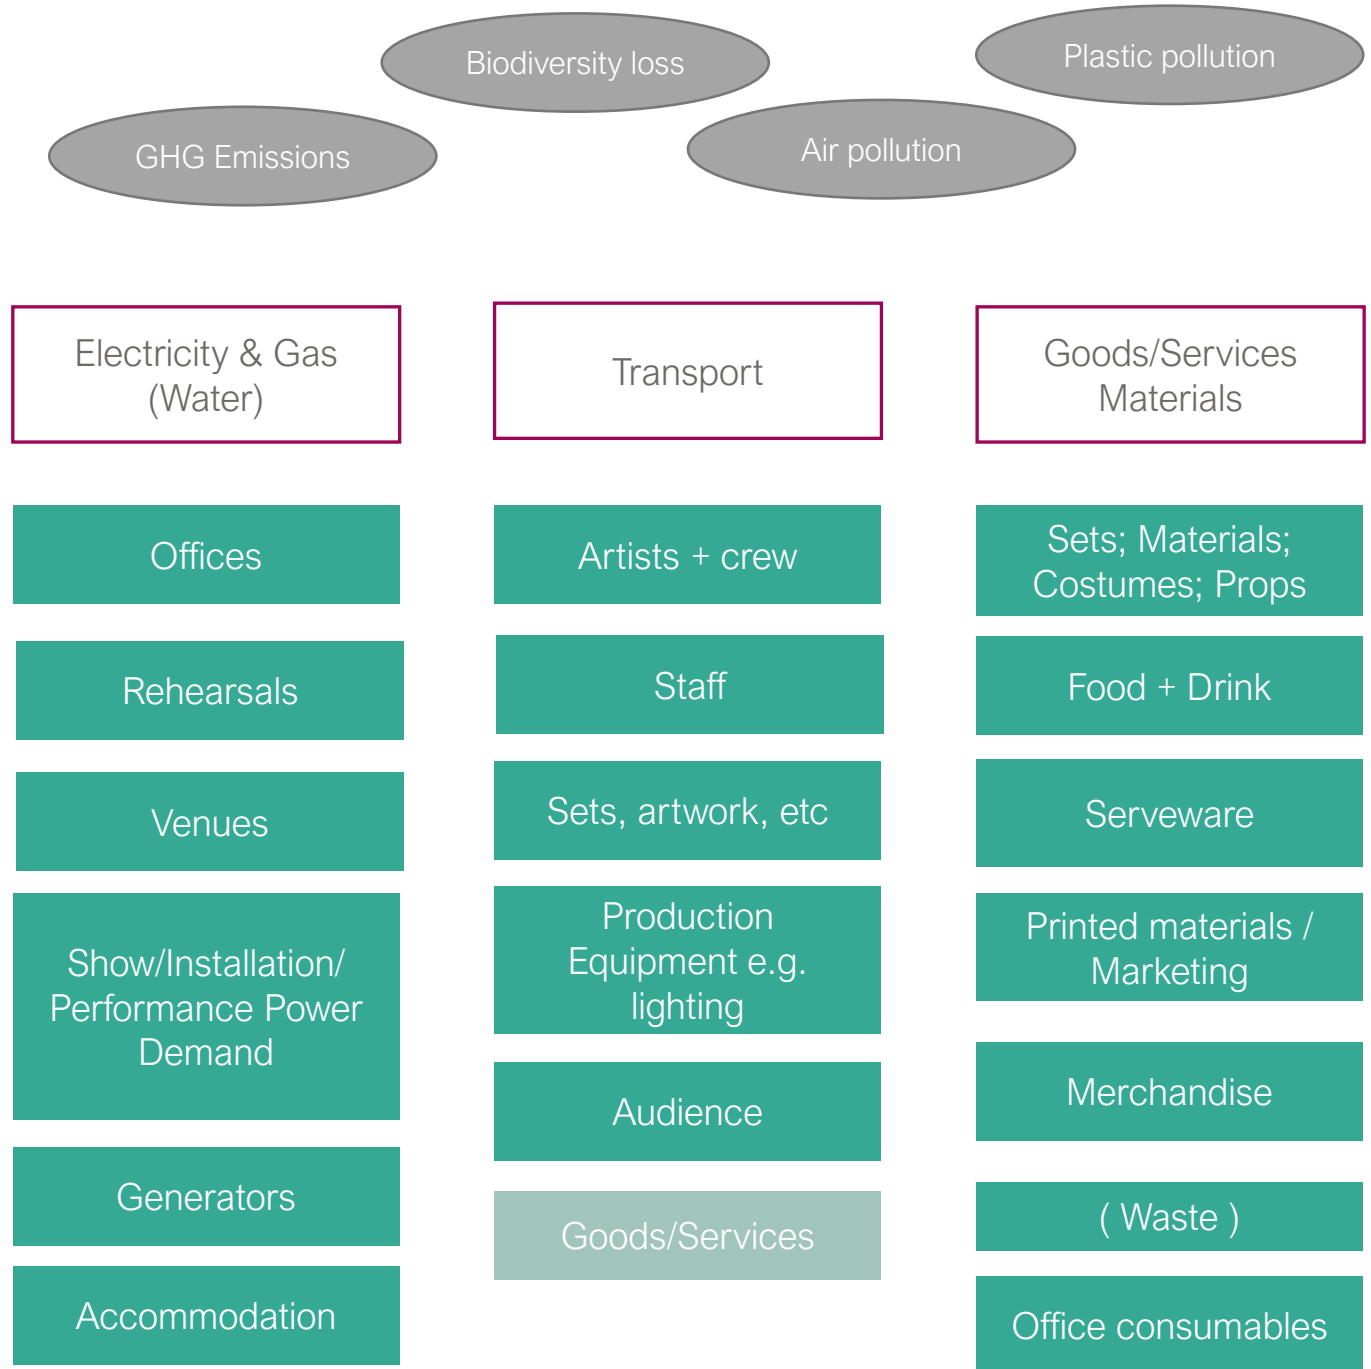 Biodiversity loss
Plastic pollution
GHG Emissions
Air pollution
Electricity & Gas
(Water)
Offices
Rehearsals
Venues
Show/Installation/
Performance Power
Demand
Generators
Accommodation
Transport
Artists + crew
Staff
Sets, artwork, etc
Production
Equipment e.g.
lighting
Audience
Goods/Services
Goods/Services
Materials
Sets; Materials;
Costumes; Props
Food + Drink
Serveware
Printed materials /
Marketing
Merchandise
( Waste )
Office consumables